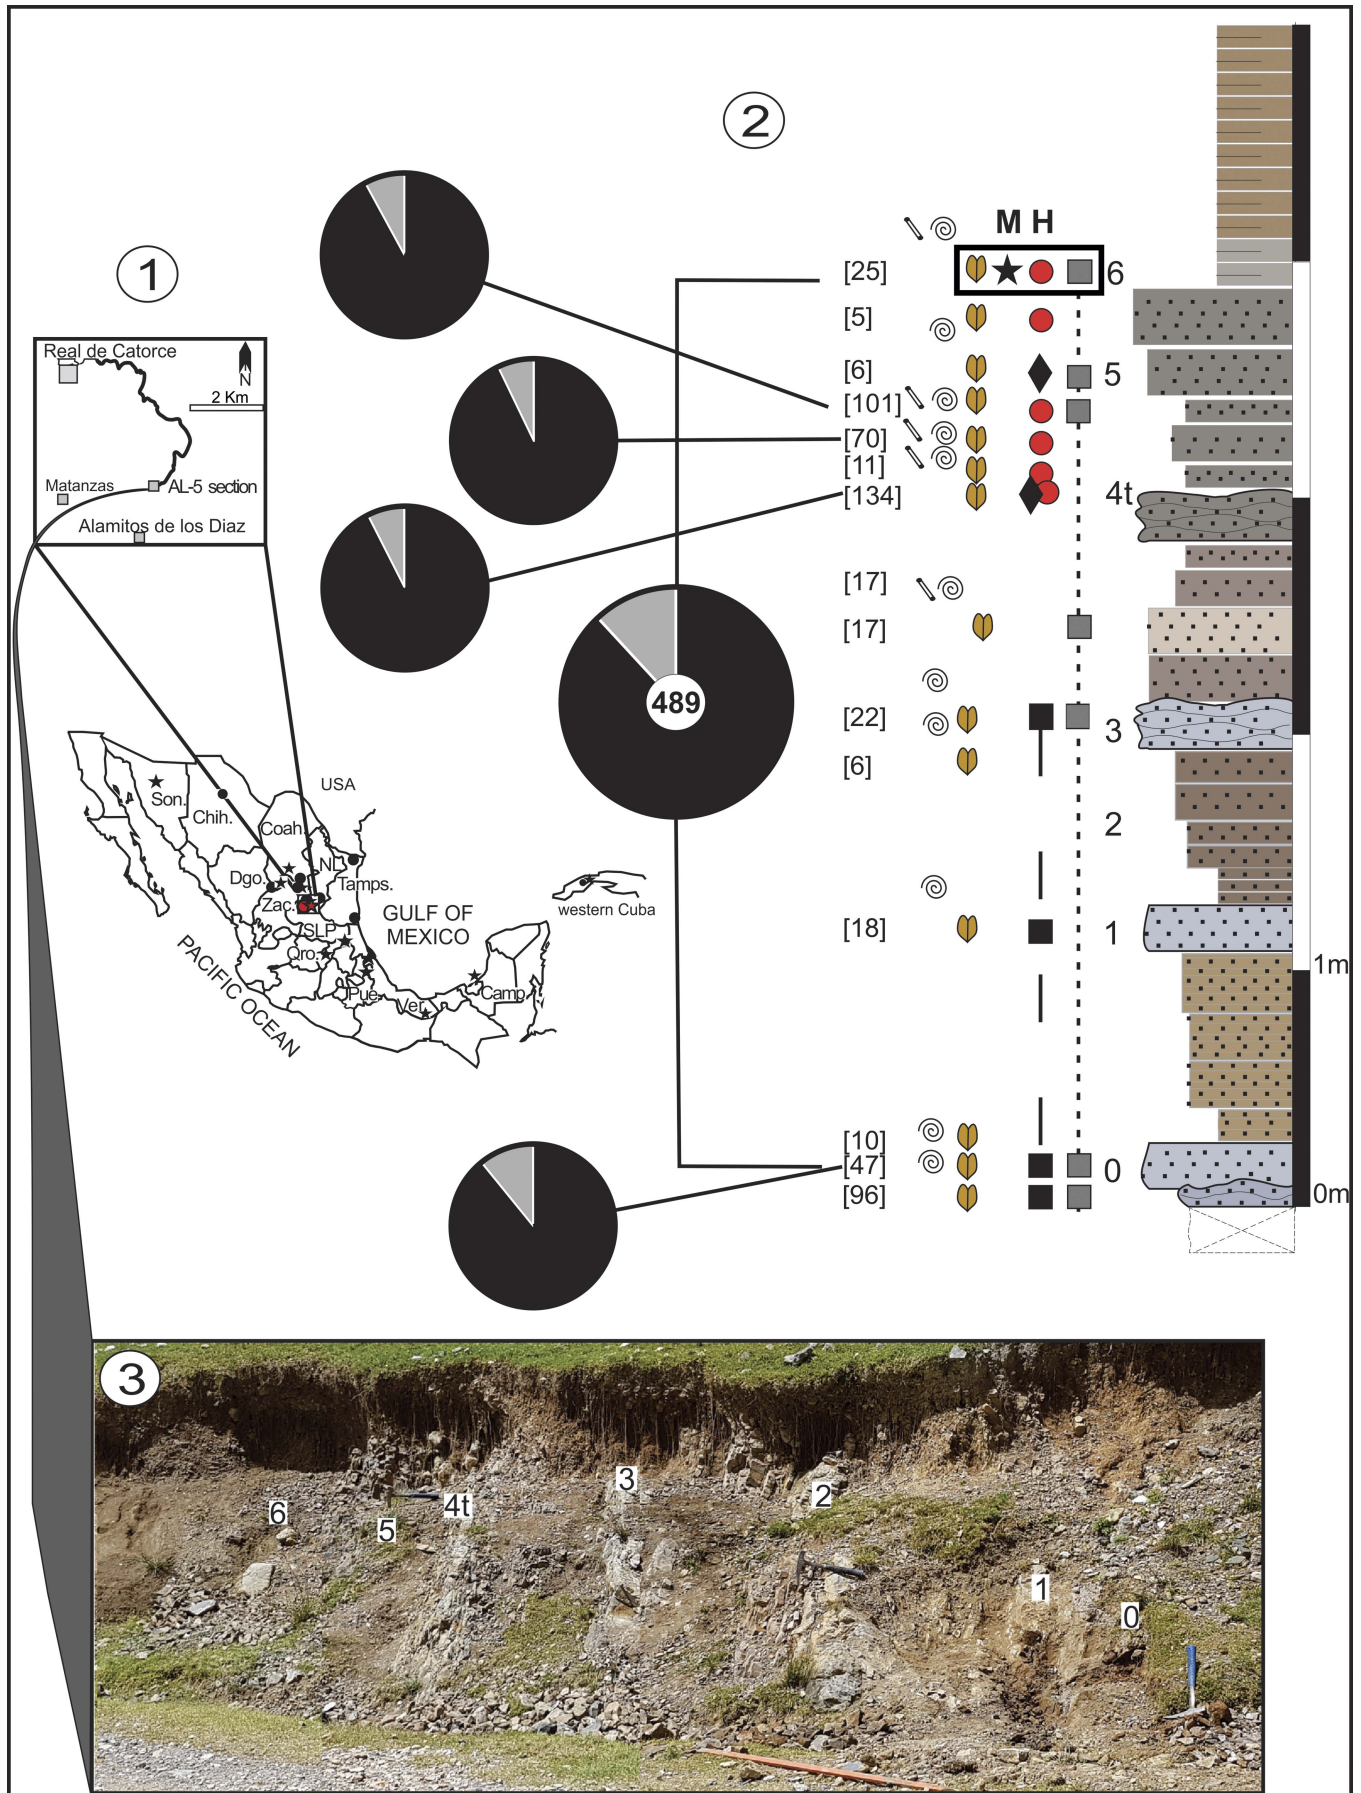 2
M H
[25]
6
[5]
[6]
5
[101]
[70]
[11]
[134]
4t
[17]
[17]
[22]
3
[6]
2
[18]
1
1m
[10]
[47]
0
[96]
0m
489
1
Real de Catorce
N
2 Km
Matanzas
AL-5 section
Alamitos de los Diaz
USA
Son.
Chih.
Coah.
NL
Dgo.
Tamps.
Zac.
SLP
Qro.
Pue.
Ver.
Camp.
GULF OF
MEXICO
western Cuba
PACIFIC OCEAN
3
3
2
4t
6
5
1
0